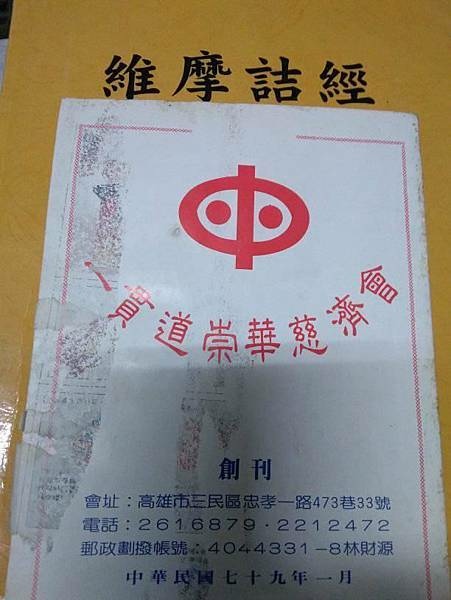 維摩詰經
一貫道崇華慈濟會
創刊
會址：高雄市三民區忠孝一路473巷33號
電話：2616879·2212472
郵政劃撥帳號：4044331-8林財源
中華民國七十九年一月